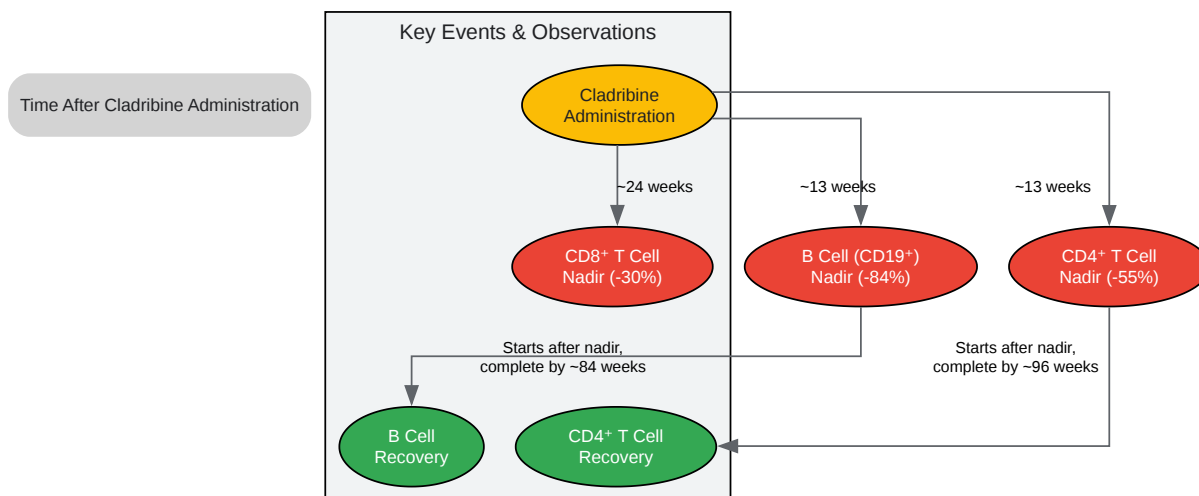 Key Events & Observations
Time After Cladribine Administration
Cladribine
Administration
~24 weeks
~13 weeks
~13 weeks
CD8⁺ T Cell
Nadir (-30%)
B Cell (CD19⁺)
Nadir (-84%)
CD4⁺ T Cell
Nadir (-55%)
Starts after nadir,
complete by ~84 weeks
Starts after nadir,
complete by ~96 weeks
B Cell
Recovery
CD4⁺ T Cell
Recovery